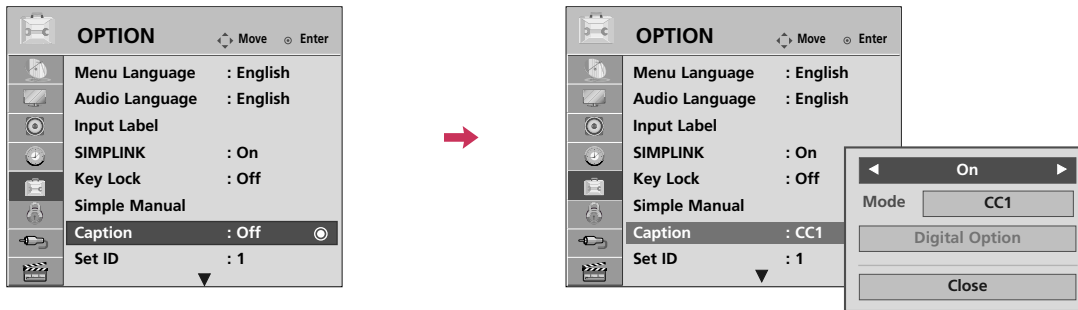 OPTION Move Enter
Menu Language : English
Audio Language : English
Input Label
SIMPLINK : On
Key Lock : Off
Simple Manual
Caption : Off
Set ID : 1
OPTION Move Enter
Menu Language : English
Audio Language : English
Input Label
SIMPLINK : On
Key Lock : Off
Simple Manual
Caption : CC1
Set ID : 1
On
Mode CC1
Digital Option
Close